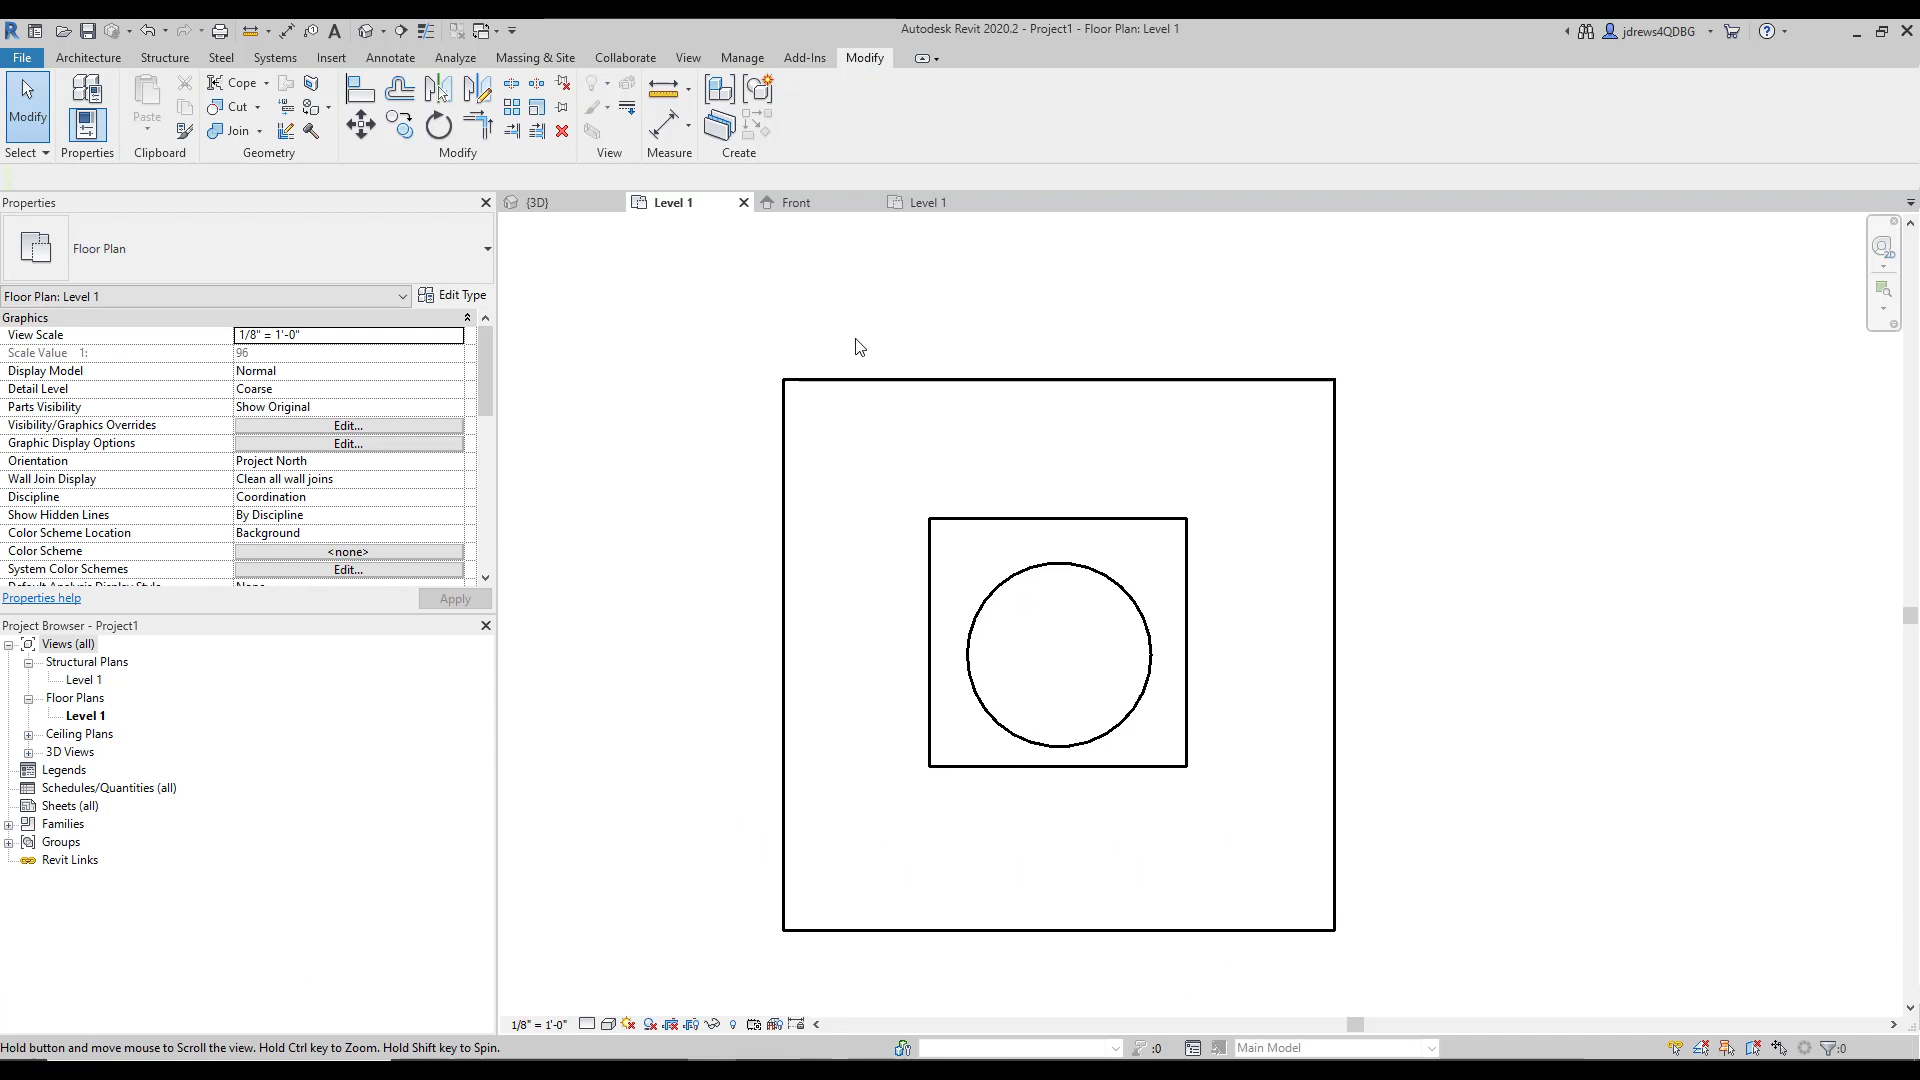 Autodesk Revit 2020.2 - Project1 - Floor Plan: Level 1
jdrews4QDBG
File Architecture Structure Steel Systems Insert Annotate Analyze Massing & Site Collaborate View Manage Add-Ins Modify
Modify
Paste
Cope
Cut
Join
Select Properties Clipboard Geometry Modify View Measure Create
Properties
{3D} Level 1 Front Level 1
Floor Plan
2D
Floor Plan: Level 1 Edit Type
Graphics
View Scale 1/8" = 1'-0"
Scale Value 1: 96
Display Model Normal
Detail Level Coarse
Parts Visibility Show Original
Visibility/Graphics Overrides Edit...
Graphic Display Options Edit...
Orientation Project North
Wall Join Display Clean all wall joins
Discipline Coordination
Show Hidden Lines By Discipline
Color Scheme Location Background
Color Scheme <none>
System Color Schemes Edit...
Default Analysis Display Style None
Properties help Apply
Project Browser - Project1
Views (all)
Structural Plans
Level 1
Floor Plans
Level 1
Ceiling Plans
3D Views
Legends
Schedules/Quantities (all)
Sheets (all)
Families
Groups
Revit Links
1/8" = 1'-0"
Hold button and move mouse to Scroll the view. Hold Ctrl key to Zoom. Hold Shift key to Spin. :0 Main Model :0